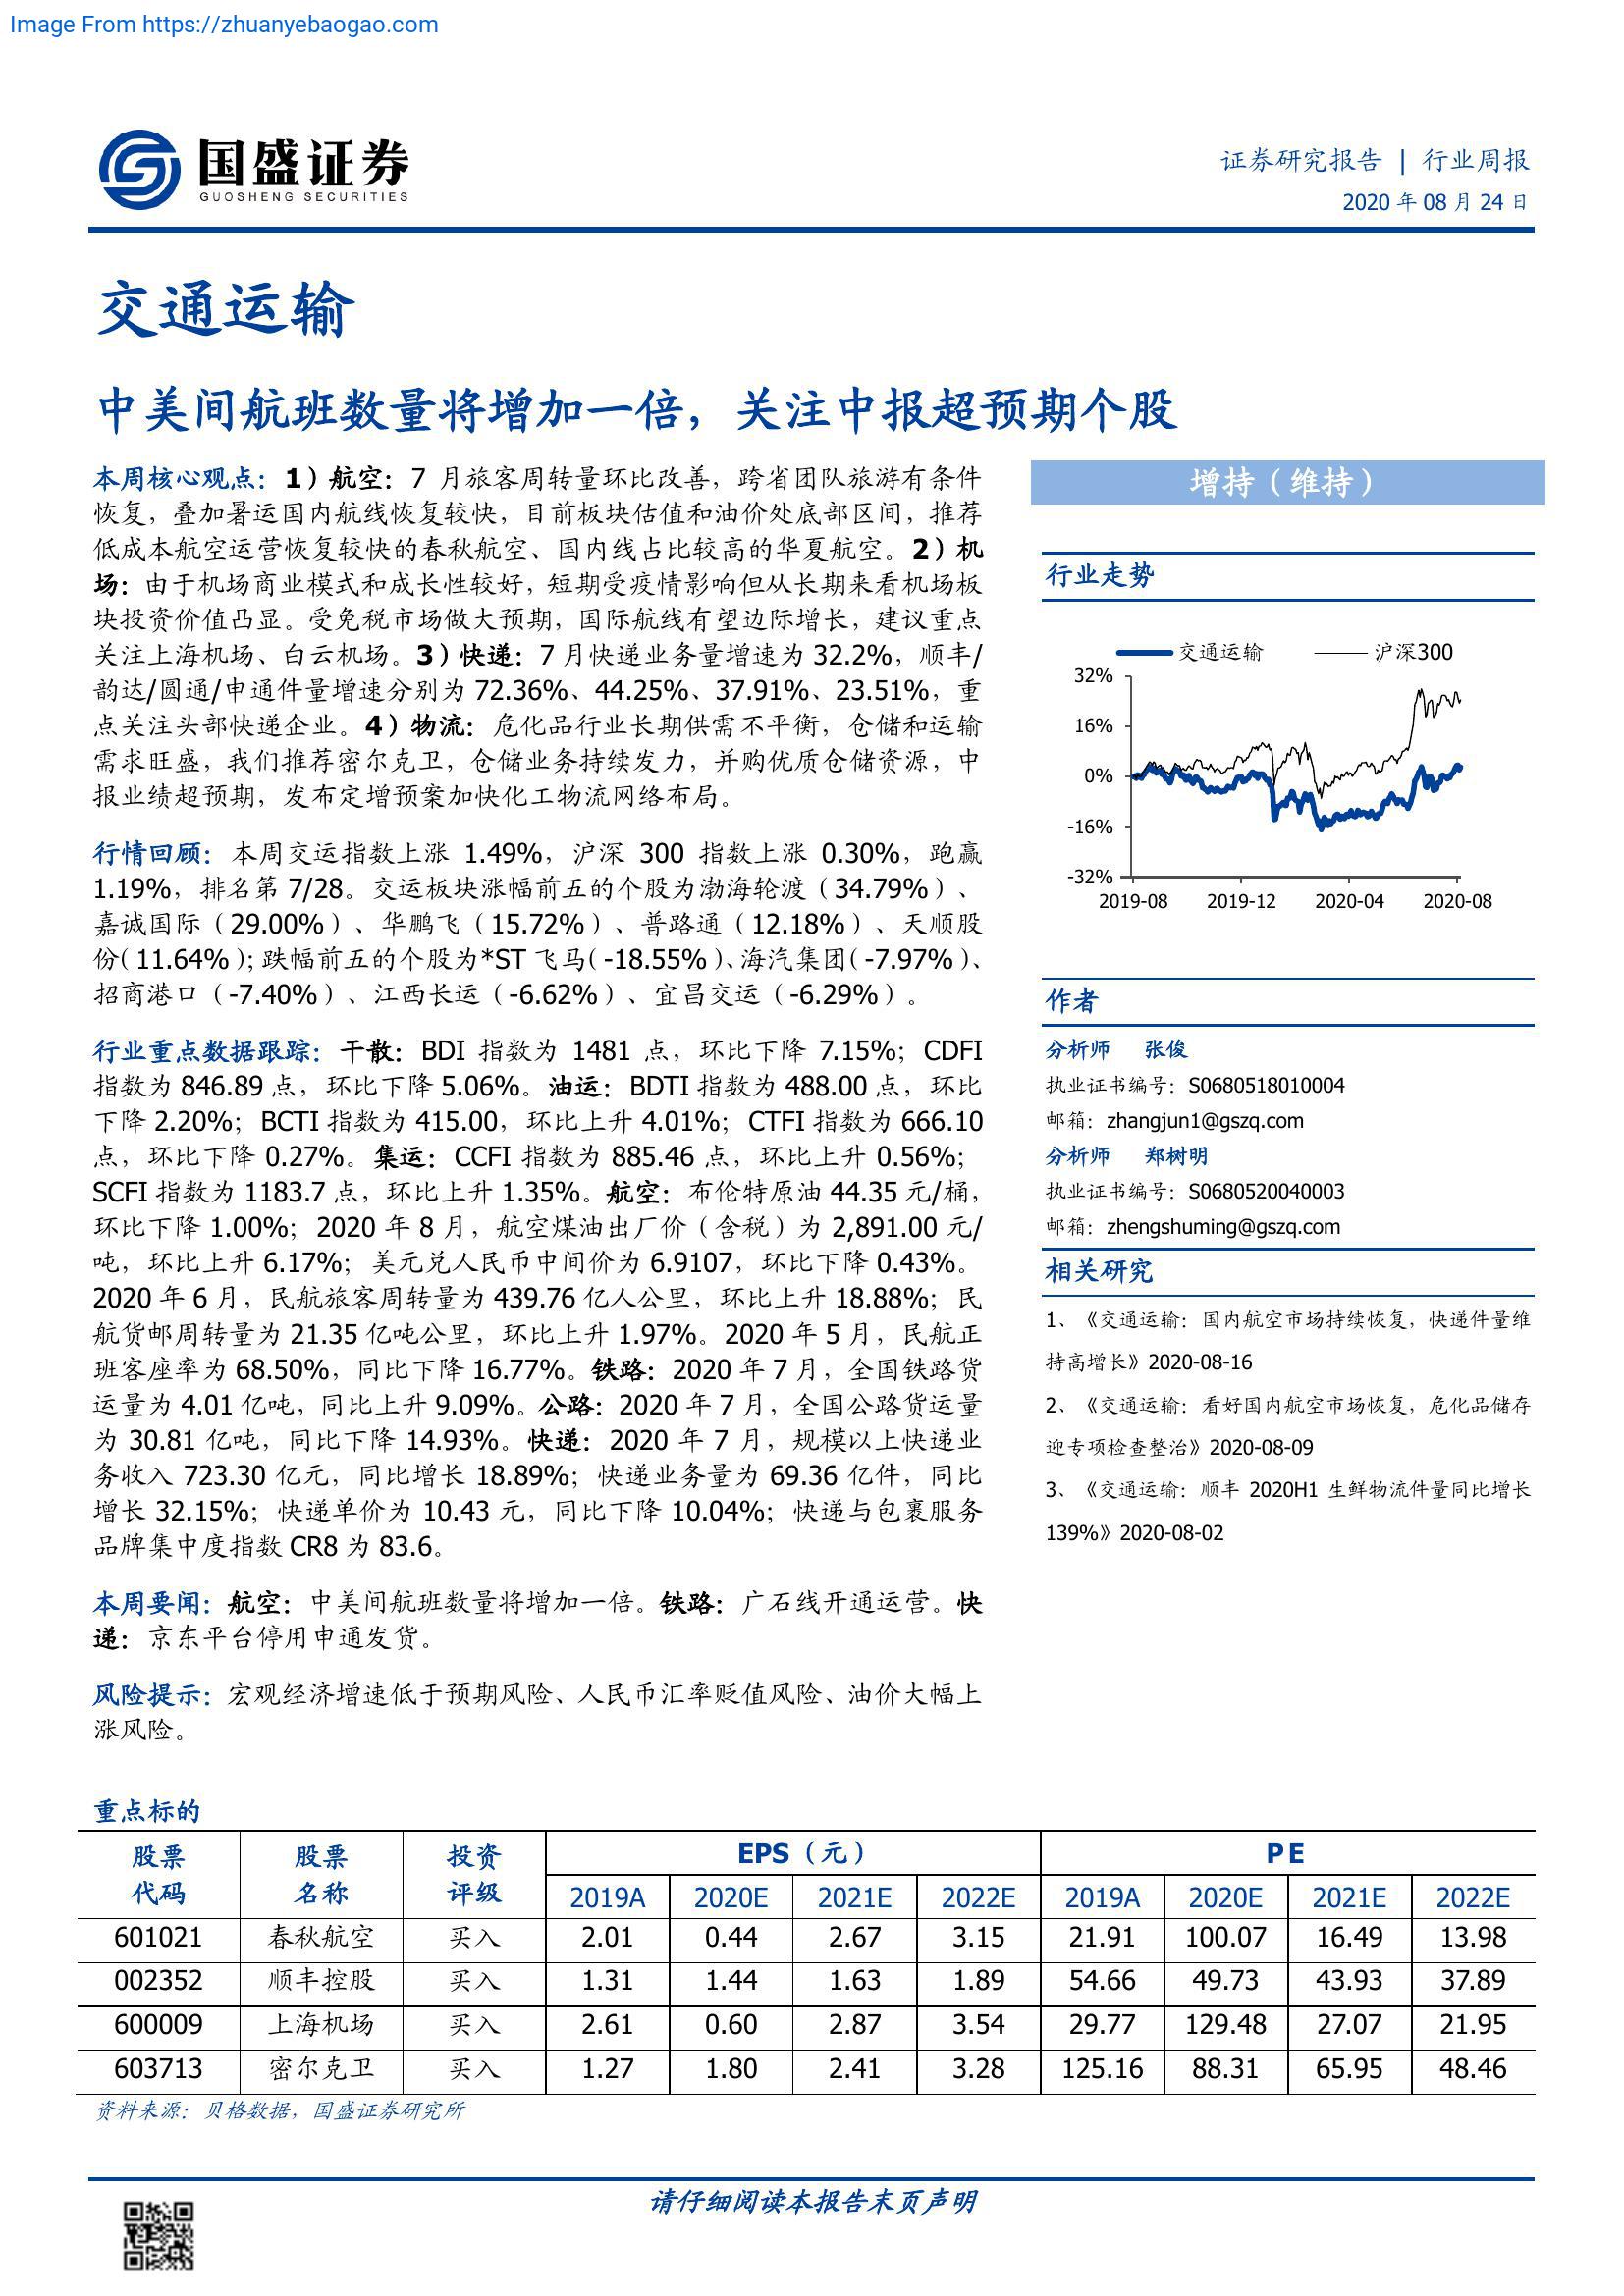 Image From https://zhuanyebaogao.com
国盛证券
GUOSHENG SECURITIES
证券研究报告 | 行业周报
2020 年 08 月 24 日
交通运输
中美间航班数量将增加一倍，关注中报超预期个股
本周核心观点：1）航空：7 月旅客周转量环比改善，跨省团队旅游有条件
恢复，叠加暑运国内航线恢复较快，目前板块估值和油价处底部区间，推荐
低成本航空运营恢复较快的春秋航空、国内线占比较高的华夏航空。2）机
场：由于机场商业模式和成长性较好，短期受疫情影响但从长期来看机场板
块投资价值凸显。受免税市场做大预期，国际航线有望边际增长，建议重点
关注上海机场、白云机场。3）快递：7 月快递业务量增速为 32.2%，顺丰/
韵达/圆通/申通件量增速分别为 72.36%、44.25%、37.91%、23.51%，重
点关注头部快递企业。4）物流：危化品行业长期供需不平衡，仓储和运输
需求旺盛，我们推荐密尔克卫，仓储业务持续发力，并购优质仓储资源，中
报业绩超预期，发布定增预案加快化工物流网络布局。
行情回顾：本周交运指数上涨 1.49%，沪深 300 指数上涨 0.30%，跑赢
1.19%，排名第 7/28。交运板块涨幅前五的个股为渤海轮渡（34.79%）、
嘉诚国际（29.00%）、华鹏飞（15.72%）、普路通（12.18%）、天顺股
份（11.64%）；跌幅前五的个股为*ST 飞马（-18.55%）、海汽集团（-7.97%）、
招商港口（-7.40%）、江西长运（-6.62%）、宜昌交运（-6.29%）。
行业重点数据跟踪：干散：BDI 指数为 1481 点，环比下降 7.15%；CDFI
指数为 846.89 点，环比下降 5.06%。油运：BDTI 指数为 488.00 点，环比
下降 2.20%；BCTI 指数为 415.00，环比上升 4.01%；CTFI 指数为 666.10
点，环比下降 0.27%。集运：CCFI 指数为 885.46 点，环比上升 0.56%；
SCFI 指数为 1183.7 点，环比上升 1.35%。航空：布伦特原油 44.35 元/桶，
环比下降 1.00%；2020 年 8 月，航空煤油出厂价（含税）为 2,891.00 元/
吨，环比上升 6.17%；美元兑人民币中间价为 6.9107，环比下降 0.43%。
2020 年 6 月，民航旅客周转量为 439.76 亿人公里，环比上升 18.88%；民
航货邮周转量为 21.35 亿吨公里，环比上升 1.97%。2020 年 5 月，民航正
班客座率为 68.50%，同比下降 16.77%。铁路：2020 年 7 月，全国铁路货
运量为 4.01 亿吨，同比上升 9.09%。公路：2020 年 7 月，全国公路货运量
为 30.81 亿吨，同比下降 14.93%。快递：2020 年 7 月，规模以上快递业
务收入 723.30 亿元，同比增长 18.89%；快递业务量为 69.36 亿件，同比
增长 32.15%；快递单价为 10.43 元，同比下降 10.04%；快递与包裹服务
品牌集中度指数 CR8 为 83.6。
本周要闻：航空：中美间航班数量将增加一倍。铁路：广石线开通运营。快
递：京东平台停用申通发货。
风险提示：宏观经济增速低于预期风险、人民币汇率贬值风险、油价大幅上
涨风险。
增持（维持）
行业走势
交通运输 沪深300
32%
16%
0%
-16%
-32%
2019-08 2019-12 2020-04 2020-08
作者
分析师 张俊
执业证书编号：S0680518010004
邮箱：zhangjun1@gszq.com
分析师 郑树明
执业证书编号：S0680520040003
邮箱：zhengshuming@gszq.com
相关研究
1、《交通运输：国内航空市场持续恢复，快递件量维
持高增长》2020-08-16
2、《交通运输：看好国内航空市场恢复，危化品储存
迎专项检查整治》2020-08-09
3、《交通运输：顺丰 2020H1 生鲜物流件量同比增长
139%》2020-08-02
重点标的
股票 股票 投资 EPS（元） P E
代码 名称 评级 2019A 2020E 2021E 2022E 2019A 2020E 2021E 2022E
601021 春秋航空 买入 2.01 0.44 2.67 3.15 21.91 100.07 16.49 13.98
002352 顺丰控股 买入 1.31 1.44 1.63 1.89 54.66 49.73 43.93 37.89
600009 上海机场 买入 2.61 0.60 2.87 3.54 29.77 129.48 27.07 21.95
603713 密尔克卫 买入 1.27 1.80 2.41 3.28 125.16 88.31 65.95 48.46
资料来源：贝格数据，国盛证券研究所
请仔细阅读本报告末页声明